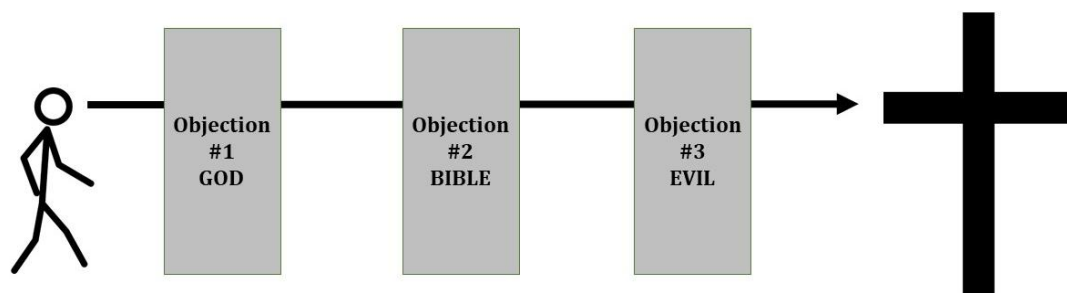 Objection
#1
GOD
Objection
#2
BIBLE
Objection
#3
EVIL